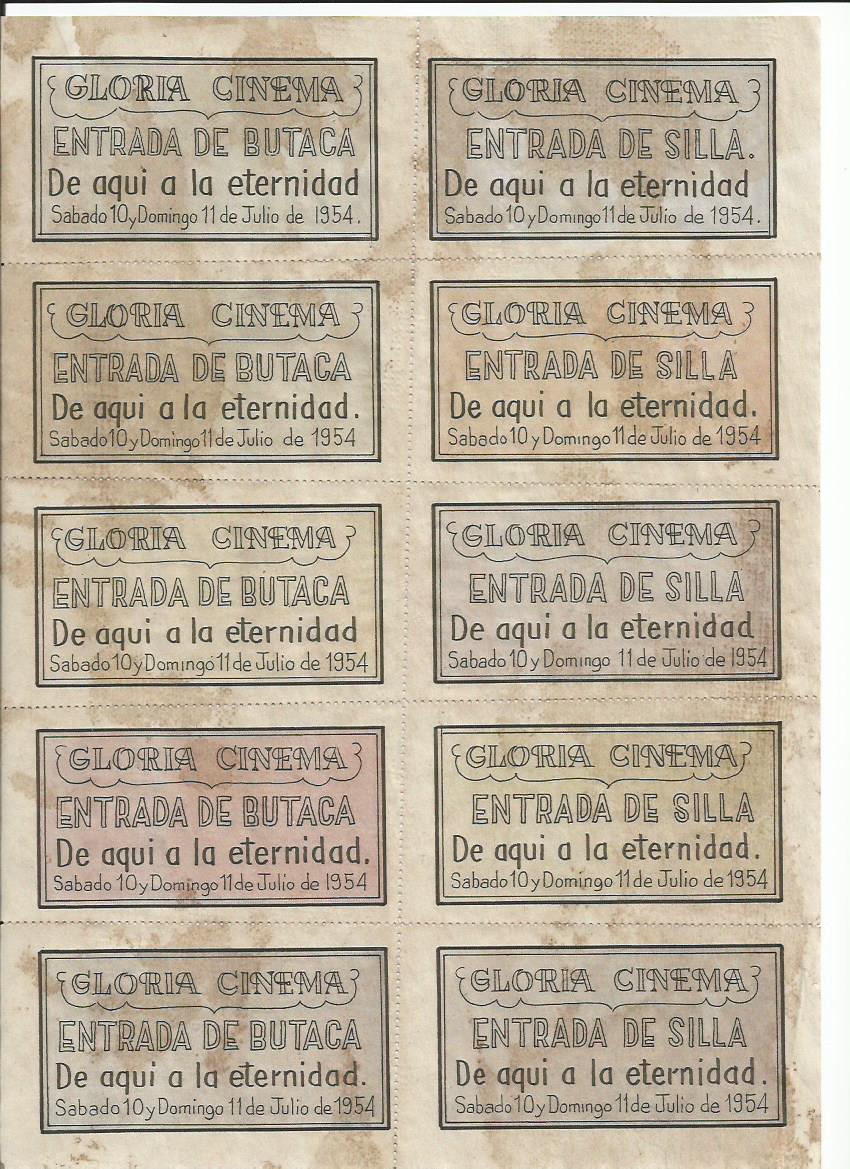 GLORIA CINEMA
ENTRADA DE BUTACA
De aqui a la eternidad
Sabado 10 y Domingo 11 de Julio de 1954.
GLORIA CINEMA
ENTRADA DE SILLA.
De aqui a la eternidad
Sabado 10 y Domingo 11 de Julio de 1954.
GLORIA CINEMA
ENTRADA DE BUTACA
De aqui a la eternidad.
Sabado 10 y Domingo 11 de Julio de 1954
GLORIA CINEMA
ENTRADA DE SILLA
De aqui a la eternidad.
Sabado 10 y Domingo 11 de Julio de 1954
GLORIA CINEMA
ENTRADA DE BUTACA
De aqui a la eternidad
Sabado 10 y Domingo 11 de Julio de 1954
GLORIA CINEMA
ENTRADA DE SILLA
De aqui a la eternidad
Sabado 10 y Domingo 11 de Julio de 1954
GLORIA CINEMA
ENTRADA DE BUTACA
De aqui a la eternidad.
Sabado 10 y Domingo 11 de Julio de 1954
GLORIA CINEMA
ENTRADA DE SILLA
De aqui a la eternidad.
Sabado 10 y Domingo 11 de Julio de 1954
GLORIA CINEMA
ENTRADA DE BUTACA
De aqui a la eternidad.
Sabado 10 y Domingo 11 de Julio de 1954
GLORIA CINEMA
ENTRADA DE SILLA
De aqui a la eternidad.
Sabado 10 y Domingo 11 de Julio de 1954